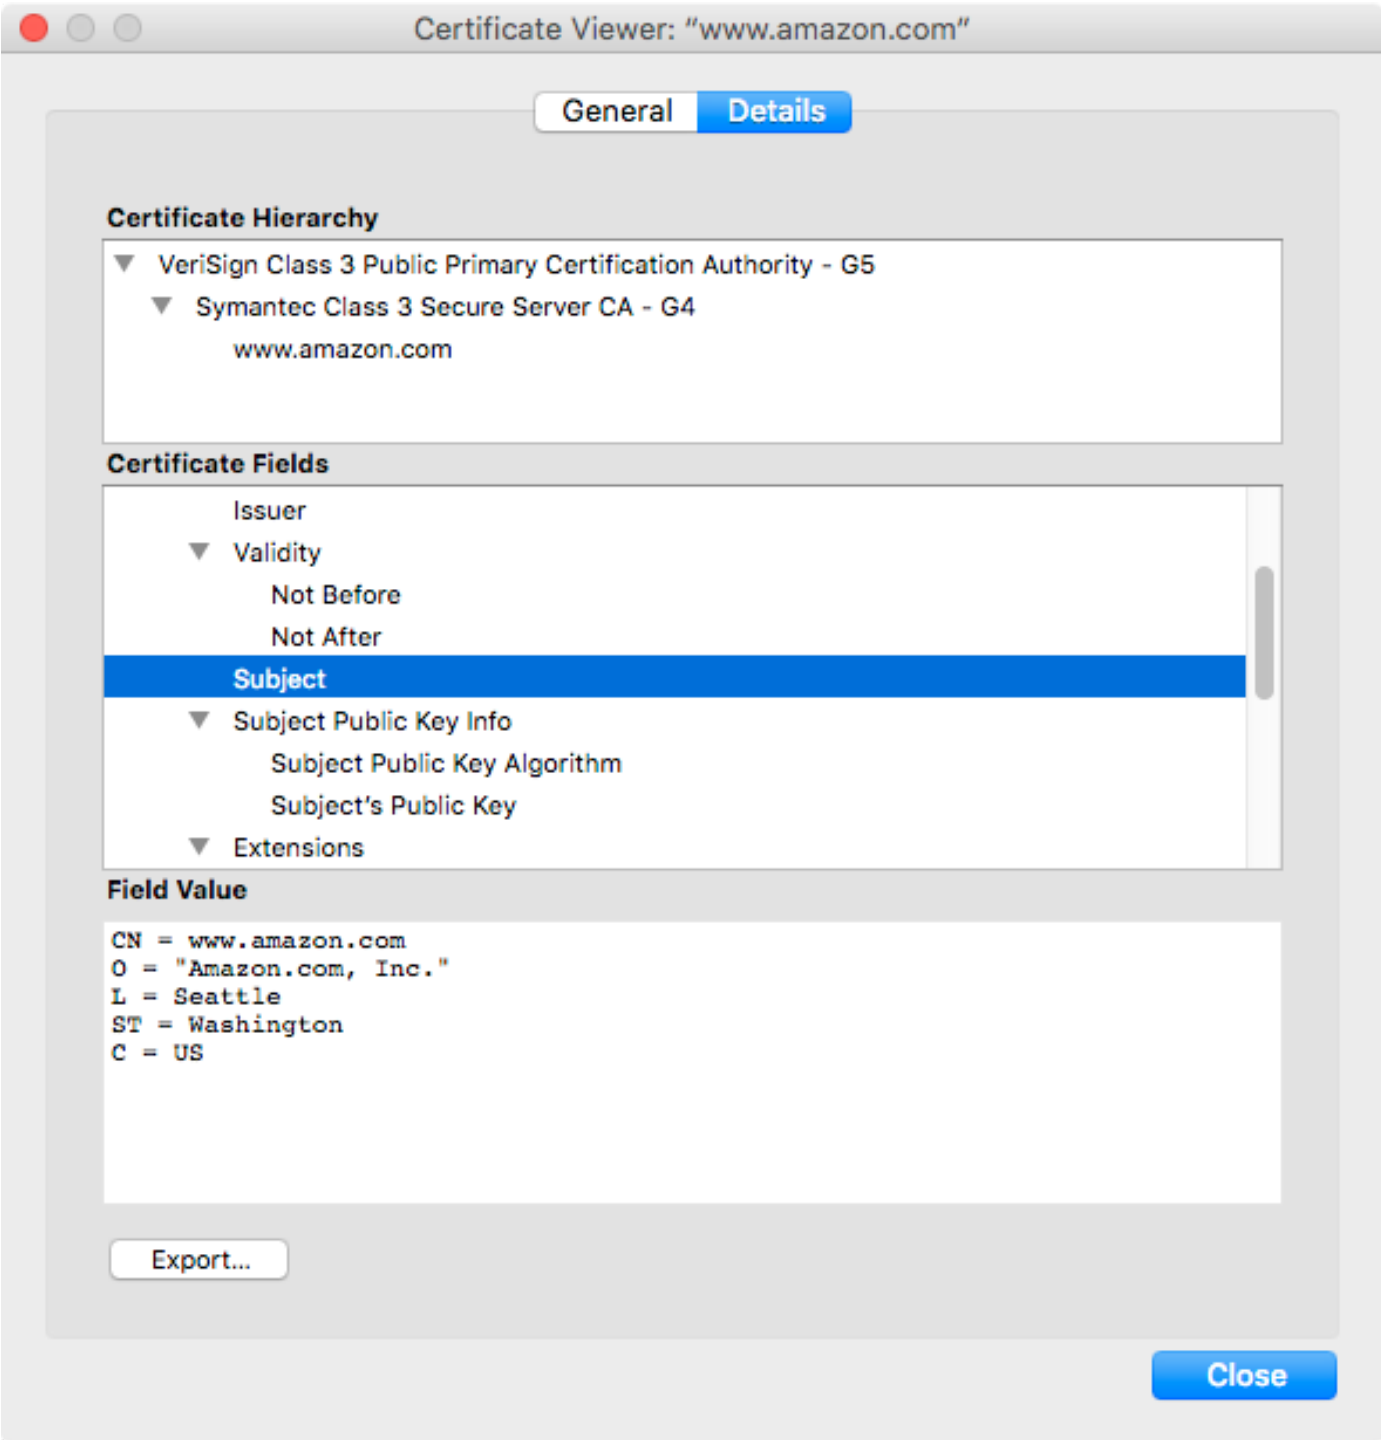 Certificate Viewer: “www.amazon.com”
General Details
Certificate Hierarchy
VeriSign Class 3 Public Primary Certification Authority - G5
Symantec Class 3 Secure Server CA - G4
www.amazon.com
Certificate Fields
Issuer
Validity
Not Before
Not After
Subject
Subject Public Key Info
Subject Public Key Algorithm
Subject’s Public Key
Extensions
Field Value
CN = www.amazon.com
O = "Amazon.com, Inc."
L = Seattle
ST = Washington
C = US
Export...
Close